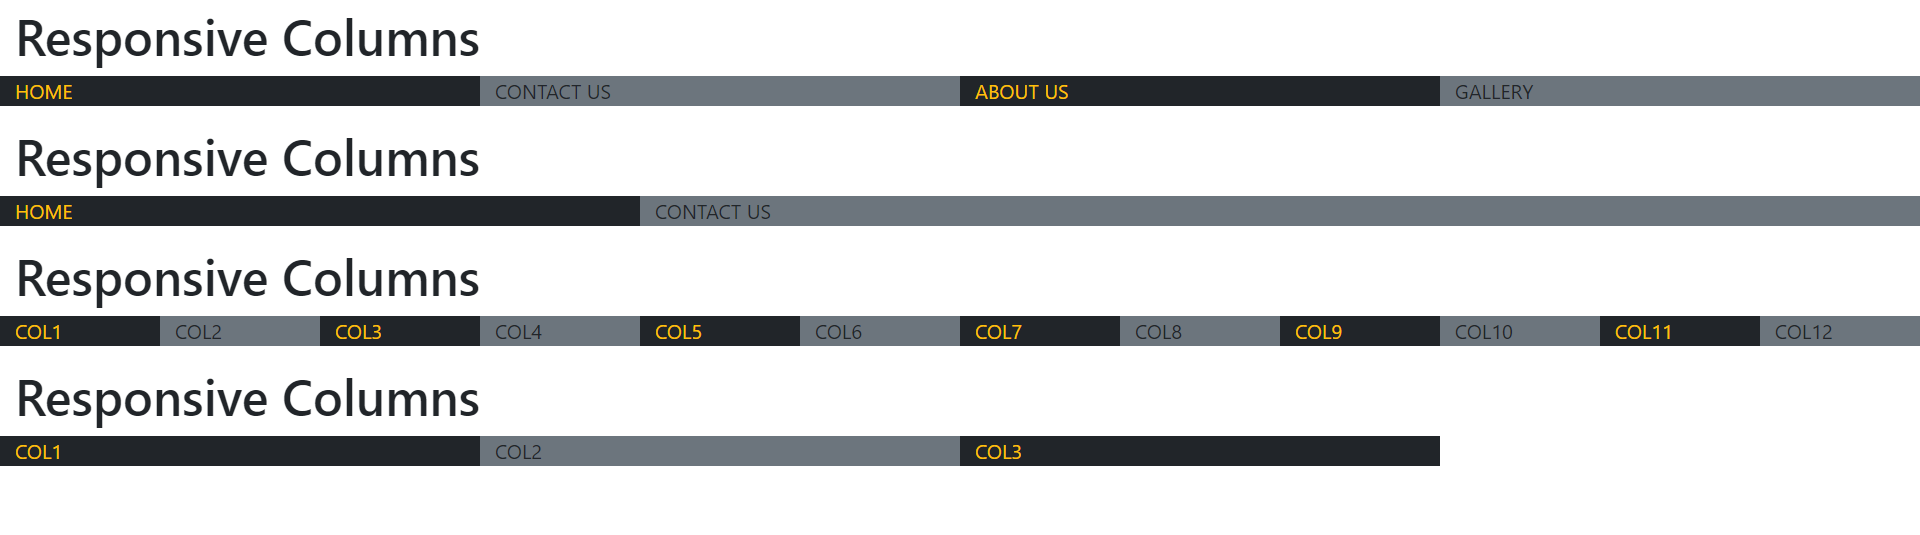 Responsive Columns
HOME CONTACT US ABOUT US GALLERY
Responsive Columns
HOME CONTACT US
Responsive Columns
COL1 COL2 COL3 COL4 COL5 COL6 COL7 COL8 COL9 COL10 COL11 COL12
Responsive Columns
COL1 COL2 COL3